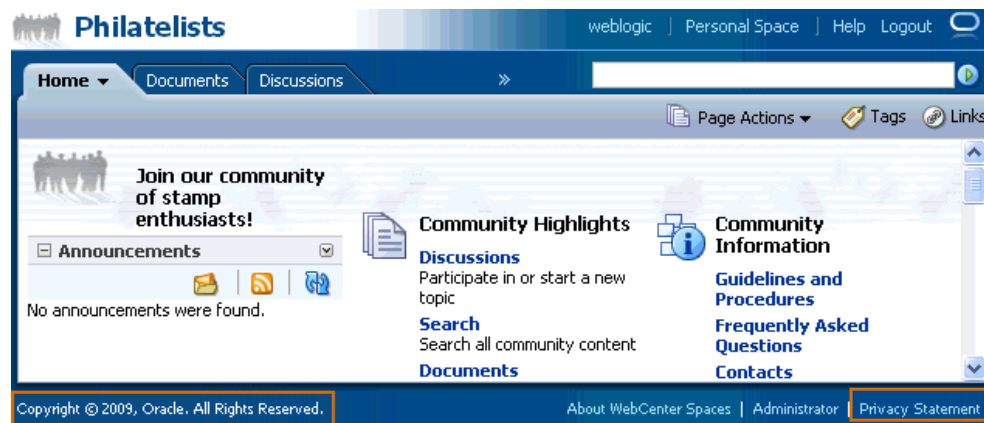 Philatelists
weblogic | Personal Space | Help Logout
Home Documents Discussions »
Page Actions Tags Links
Join our community
of stamp
enthusiasts!
Announcements
No announcements were found.
Community Highlights
Discussions
Participate in or start a new
topic
Search
Search all community content
Documents
Community
Information
Guidelines and
Procedures
Frequently Asked
Questions
Contacts
Copyright © 2009, Oracle. All Rights Reserved.
About WebCenter Spaces | Administrator | Privacy Statement